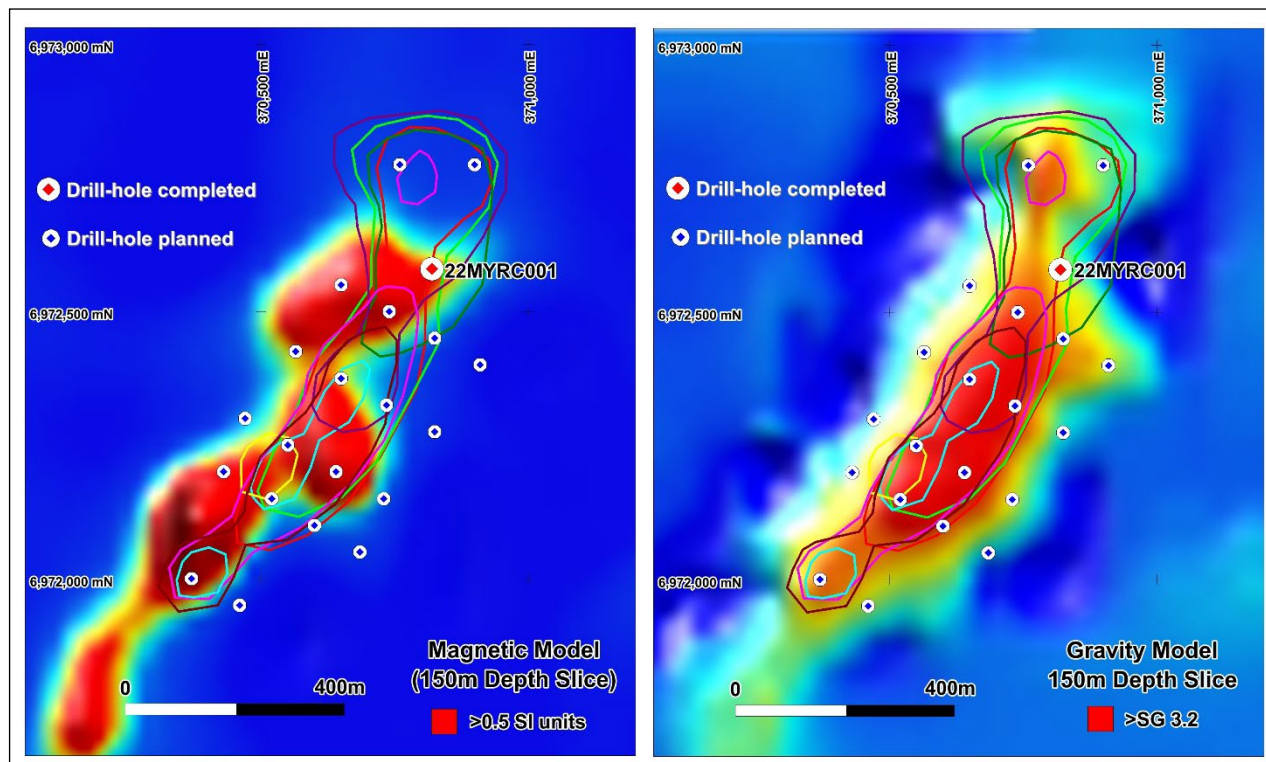 6,973,000 mN
370,500 mE
371,000 mE
Drill-hole completed
Drill-hole planned
22MYRC001
6,972,500 mN
6,972,000 mN
Magnetic Model
(150m Depth Slice)
0
400m
>0.5 SI units
6,973,000 mN
370,500 mE
371,000 mE
Drill-hole completed
Drill-hole planned
22MYRC001
6,972,500 mN
6,972,000 mN
Gravity Model
150m Depth Slice
0
400m
>SG 3.2